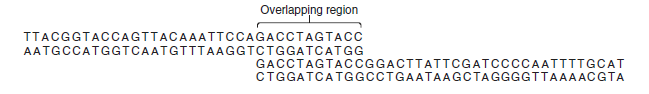 Overlapping region
TTACGGTACCAGTTACAAATTCCAGACCTAGTACC
AATGCCATGGTCAATGTTTAAGGTCTGGATCATGG
GACCTAGTACCGGACTTATTCGATCCCCAATTTTGCAT
CTGGATCATGGCCTGAATAAGCTAGGGGTTAAAACGTA